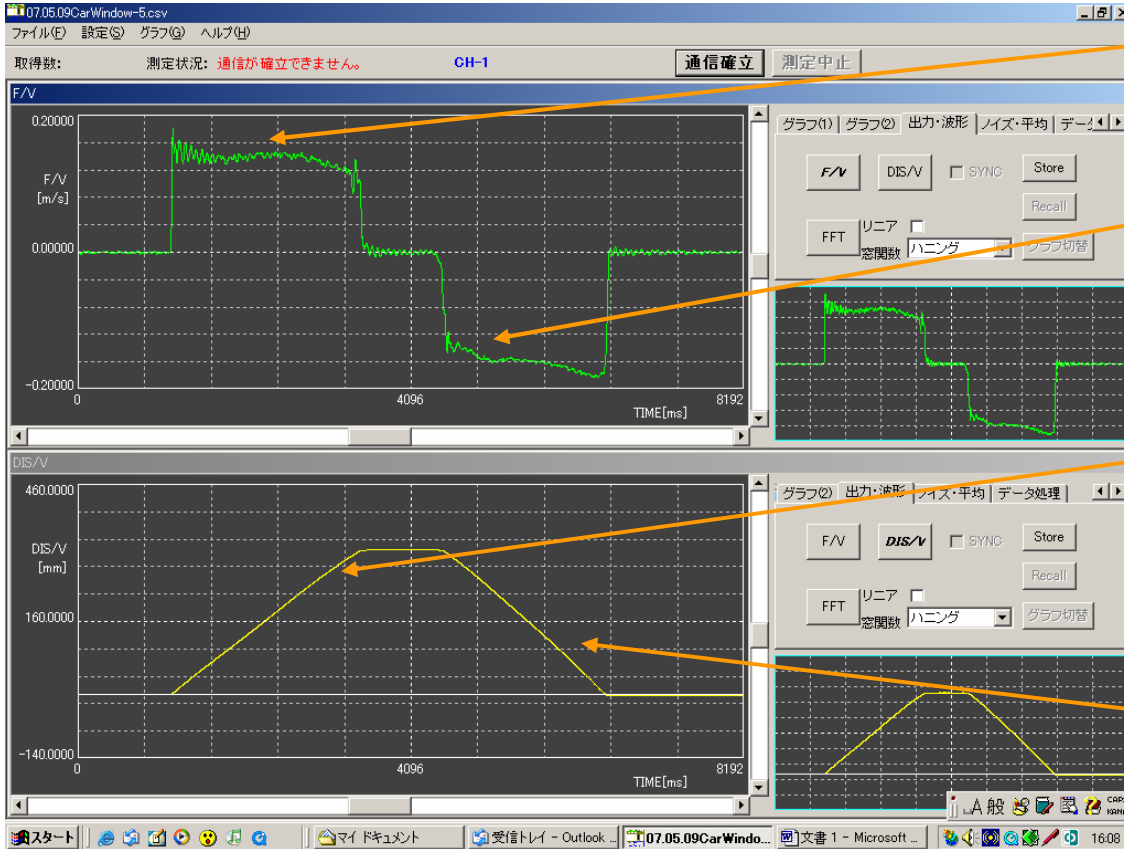 07.05.09CarWindow-5.csv
ファイル(F) 設定(S) グラフ(G) ヘルプ(H)
取得数: 測定状況: 通信が確立できません。 CH-1 通信確立 測定中止
F/V
0.20000
F/V
[m/s]
0.00000
-0.20000
0 4096 8192
TIME[ms]
グラフ(1) グラフ(2) 出力・波形 ノイズ・平均 データ
F/V DIS/V SYNC Store
Recall
FFT リニア
窓関数 ハニング グラフ切替
DIS/V
460.0000
DIS/V
[mm]
160.0000
-140.0000
0 4096 8192
TIME[ms]
グラフ(2) 出力・波形 ノイズ・平均 データ処理
F/V DIS/V SYNC Store
Recall
FFT リニア
窓関数 ハニング グラフ切替
A 般 CAPS KANA
スタート マイ ドキュメント 受信トレイ - Outlook ... 07.05.09CarWindo... 文書 1 - Microsoft ... 16:08